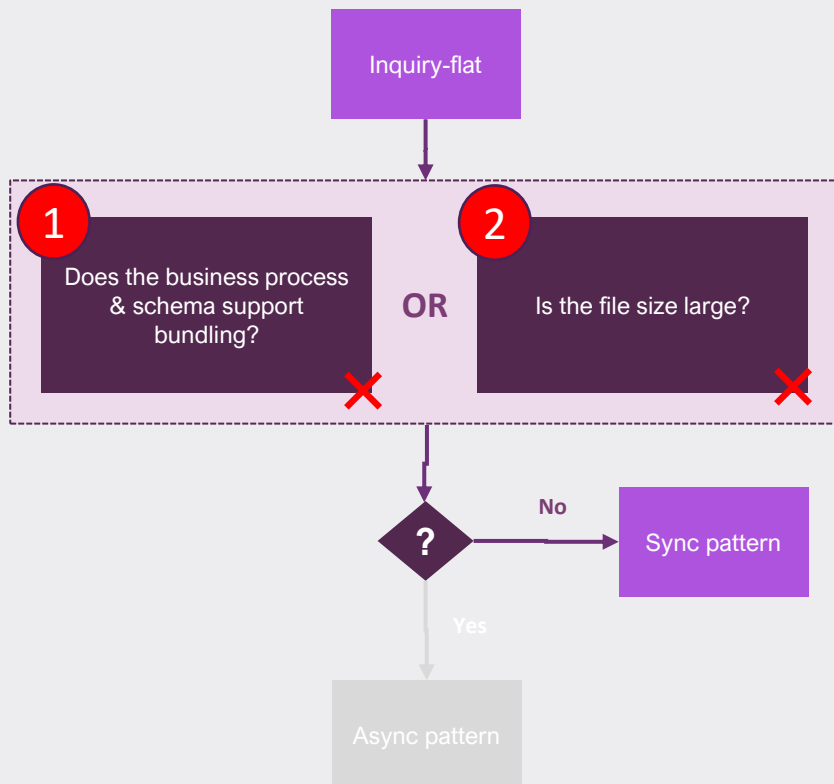 Inquiry-flat
1
Does the business process
& schema support
bundling?
OR
2
Is the file size large?
?
No
Sync pattern
Yes
Async pattern